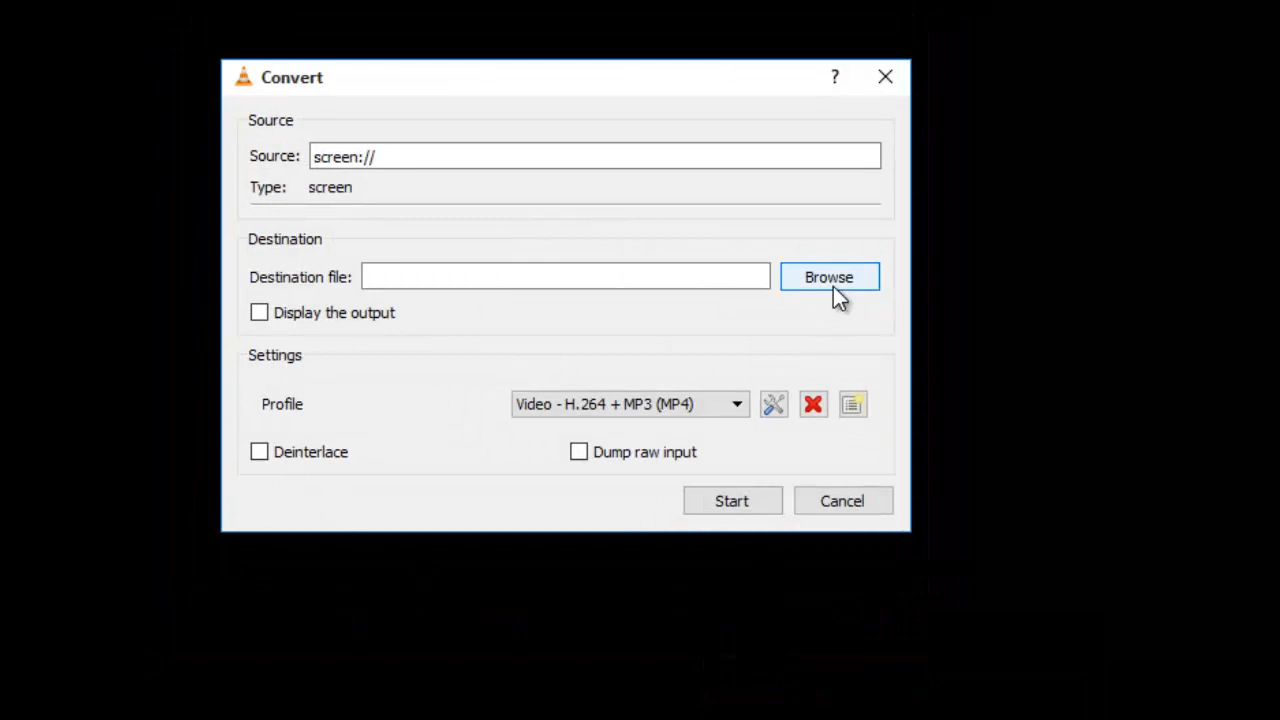 Convert ?
Source
Source: screen://
Type: screen
Destination
Destination file: Browse
Display the output
Settings
Profile Video - H.264 + MP3 (MP4)
Deinterlace Dump raw input
Start Cancel